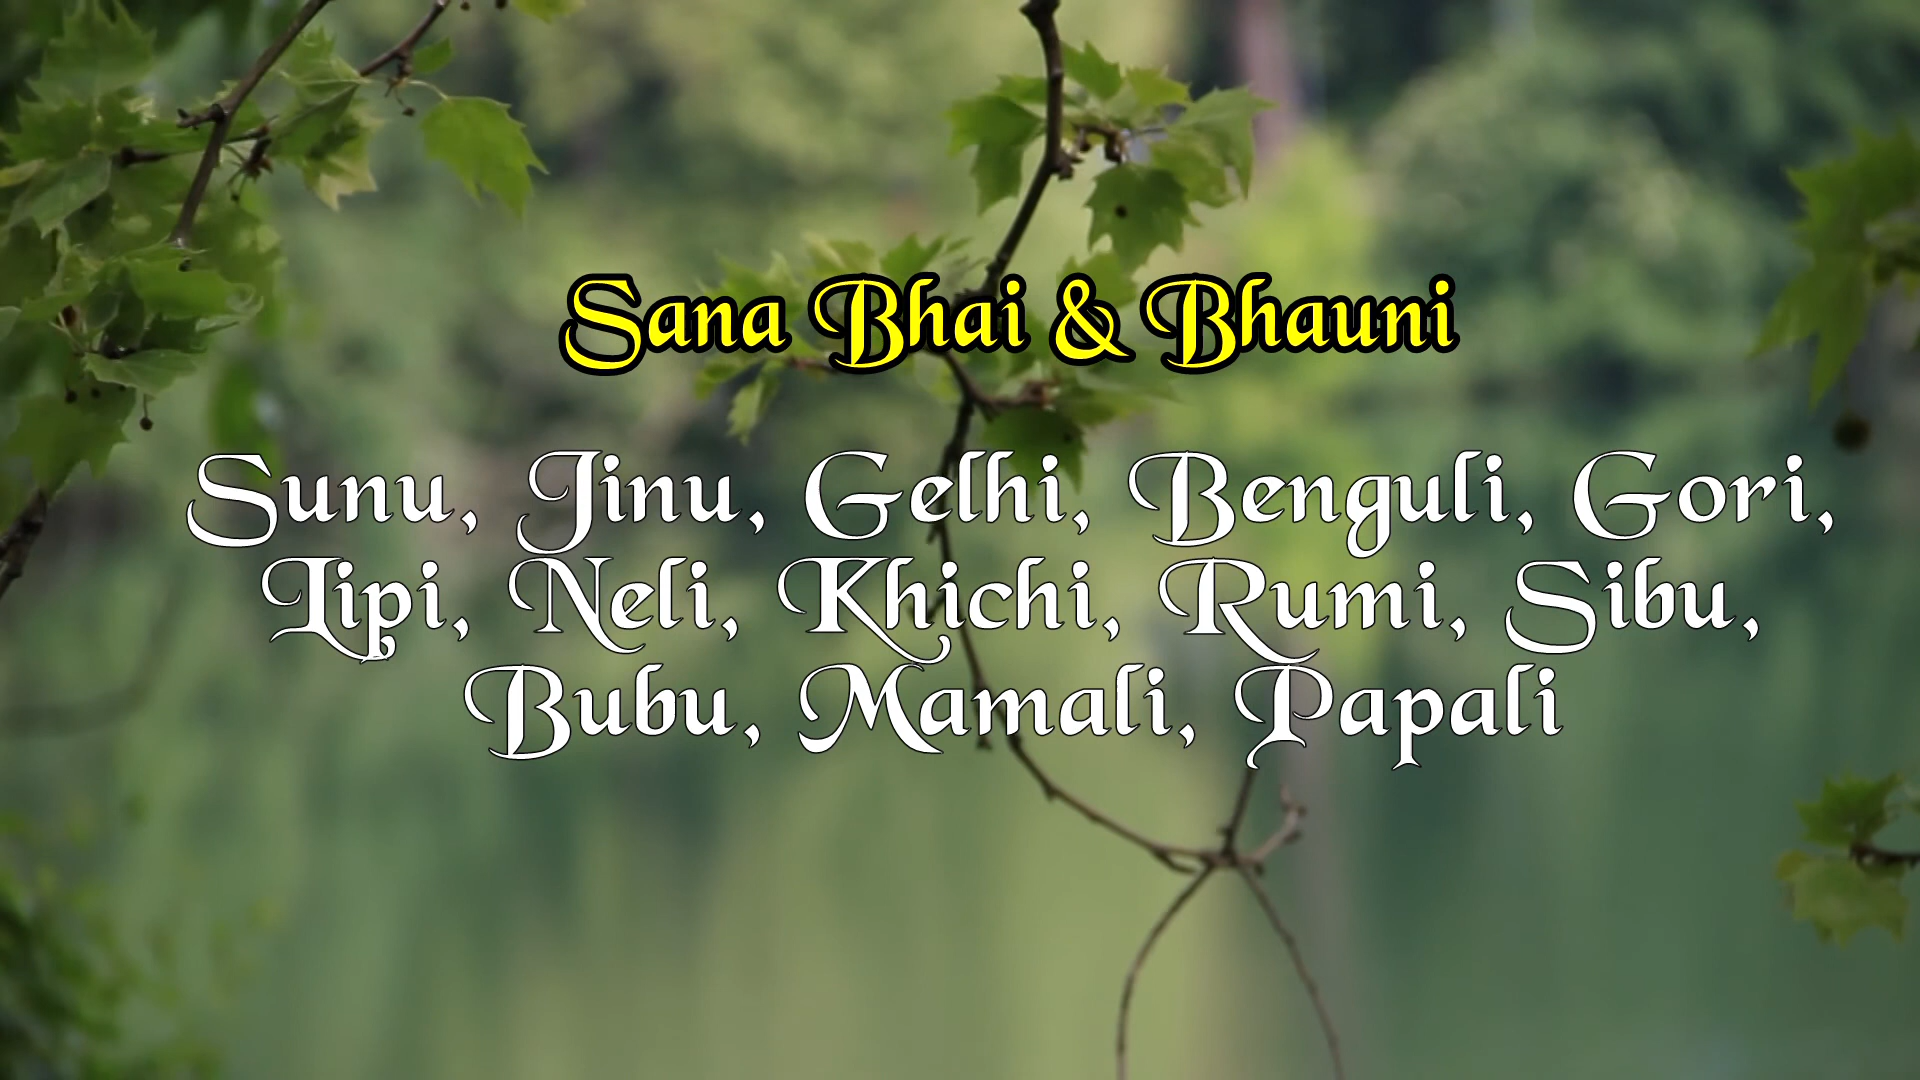 Sana Bhai & Bhauni
Sunu, Jinu, Gelhi, Benguli, Gori,
Lipi, Neli, Khichi, Rumi, Sibu,
Bubu, Mamali, Papali